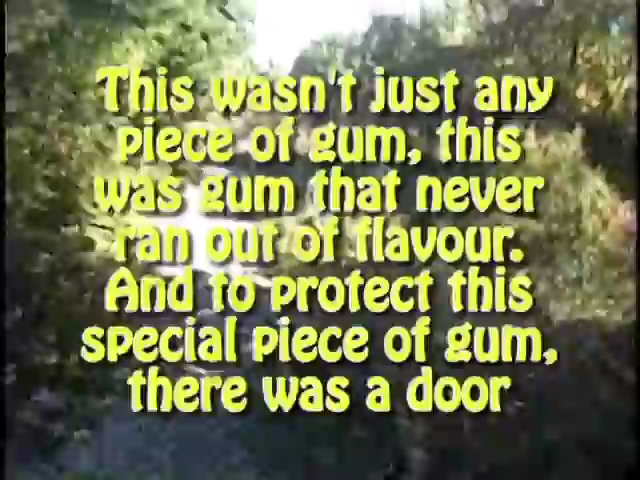 This wasn't just any
piece of gum, this
was gum that never
ran out of flavour.
And to protect this
special piece of gum,
there was a door